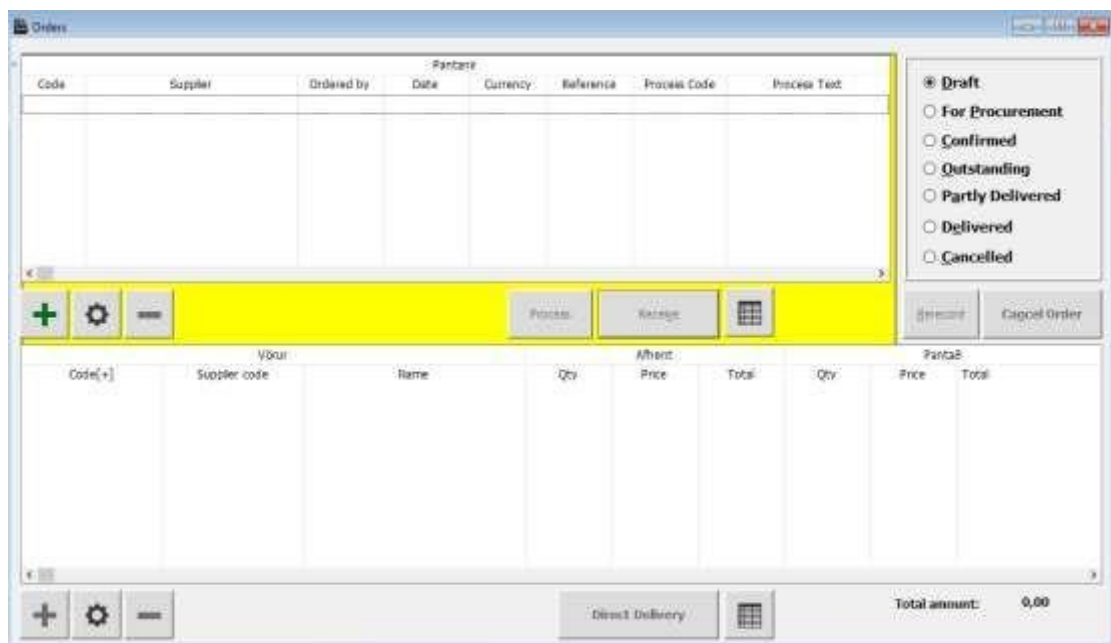 Orders
Code Supplier Ordered by Date Currency Reference Process Code Process Text
Draft
For Procurement
Confirmed
Outstanding
Partly Delivered
Delivered
Cancelled
Process Receive
Cancel Order
Vörur Afhent Pantað
Code[+] Supplier code Name Qty Price Total Qty Price Total
Direct Delivery
Total amount: 0,00